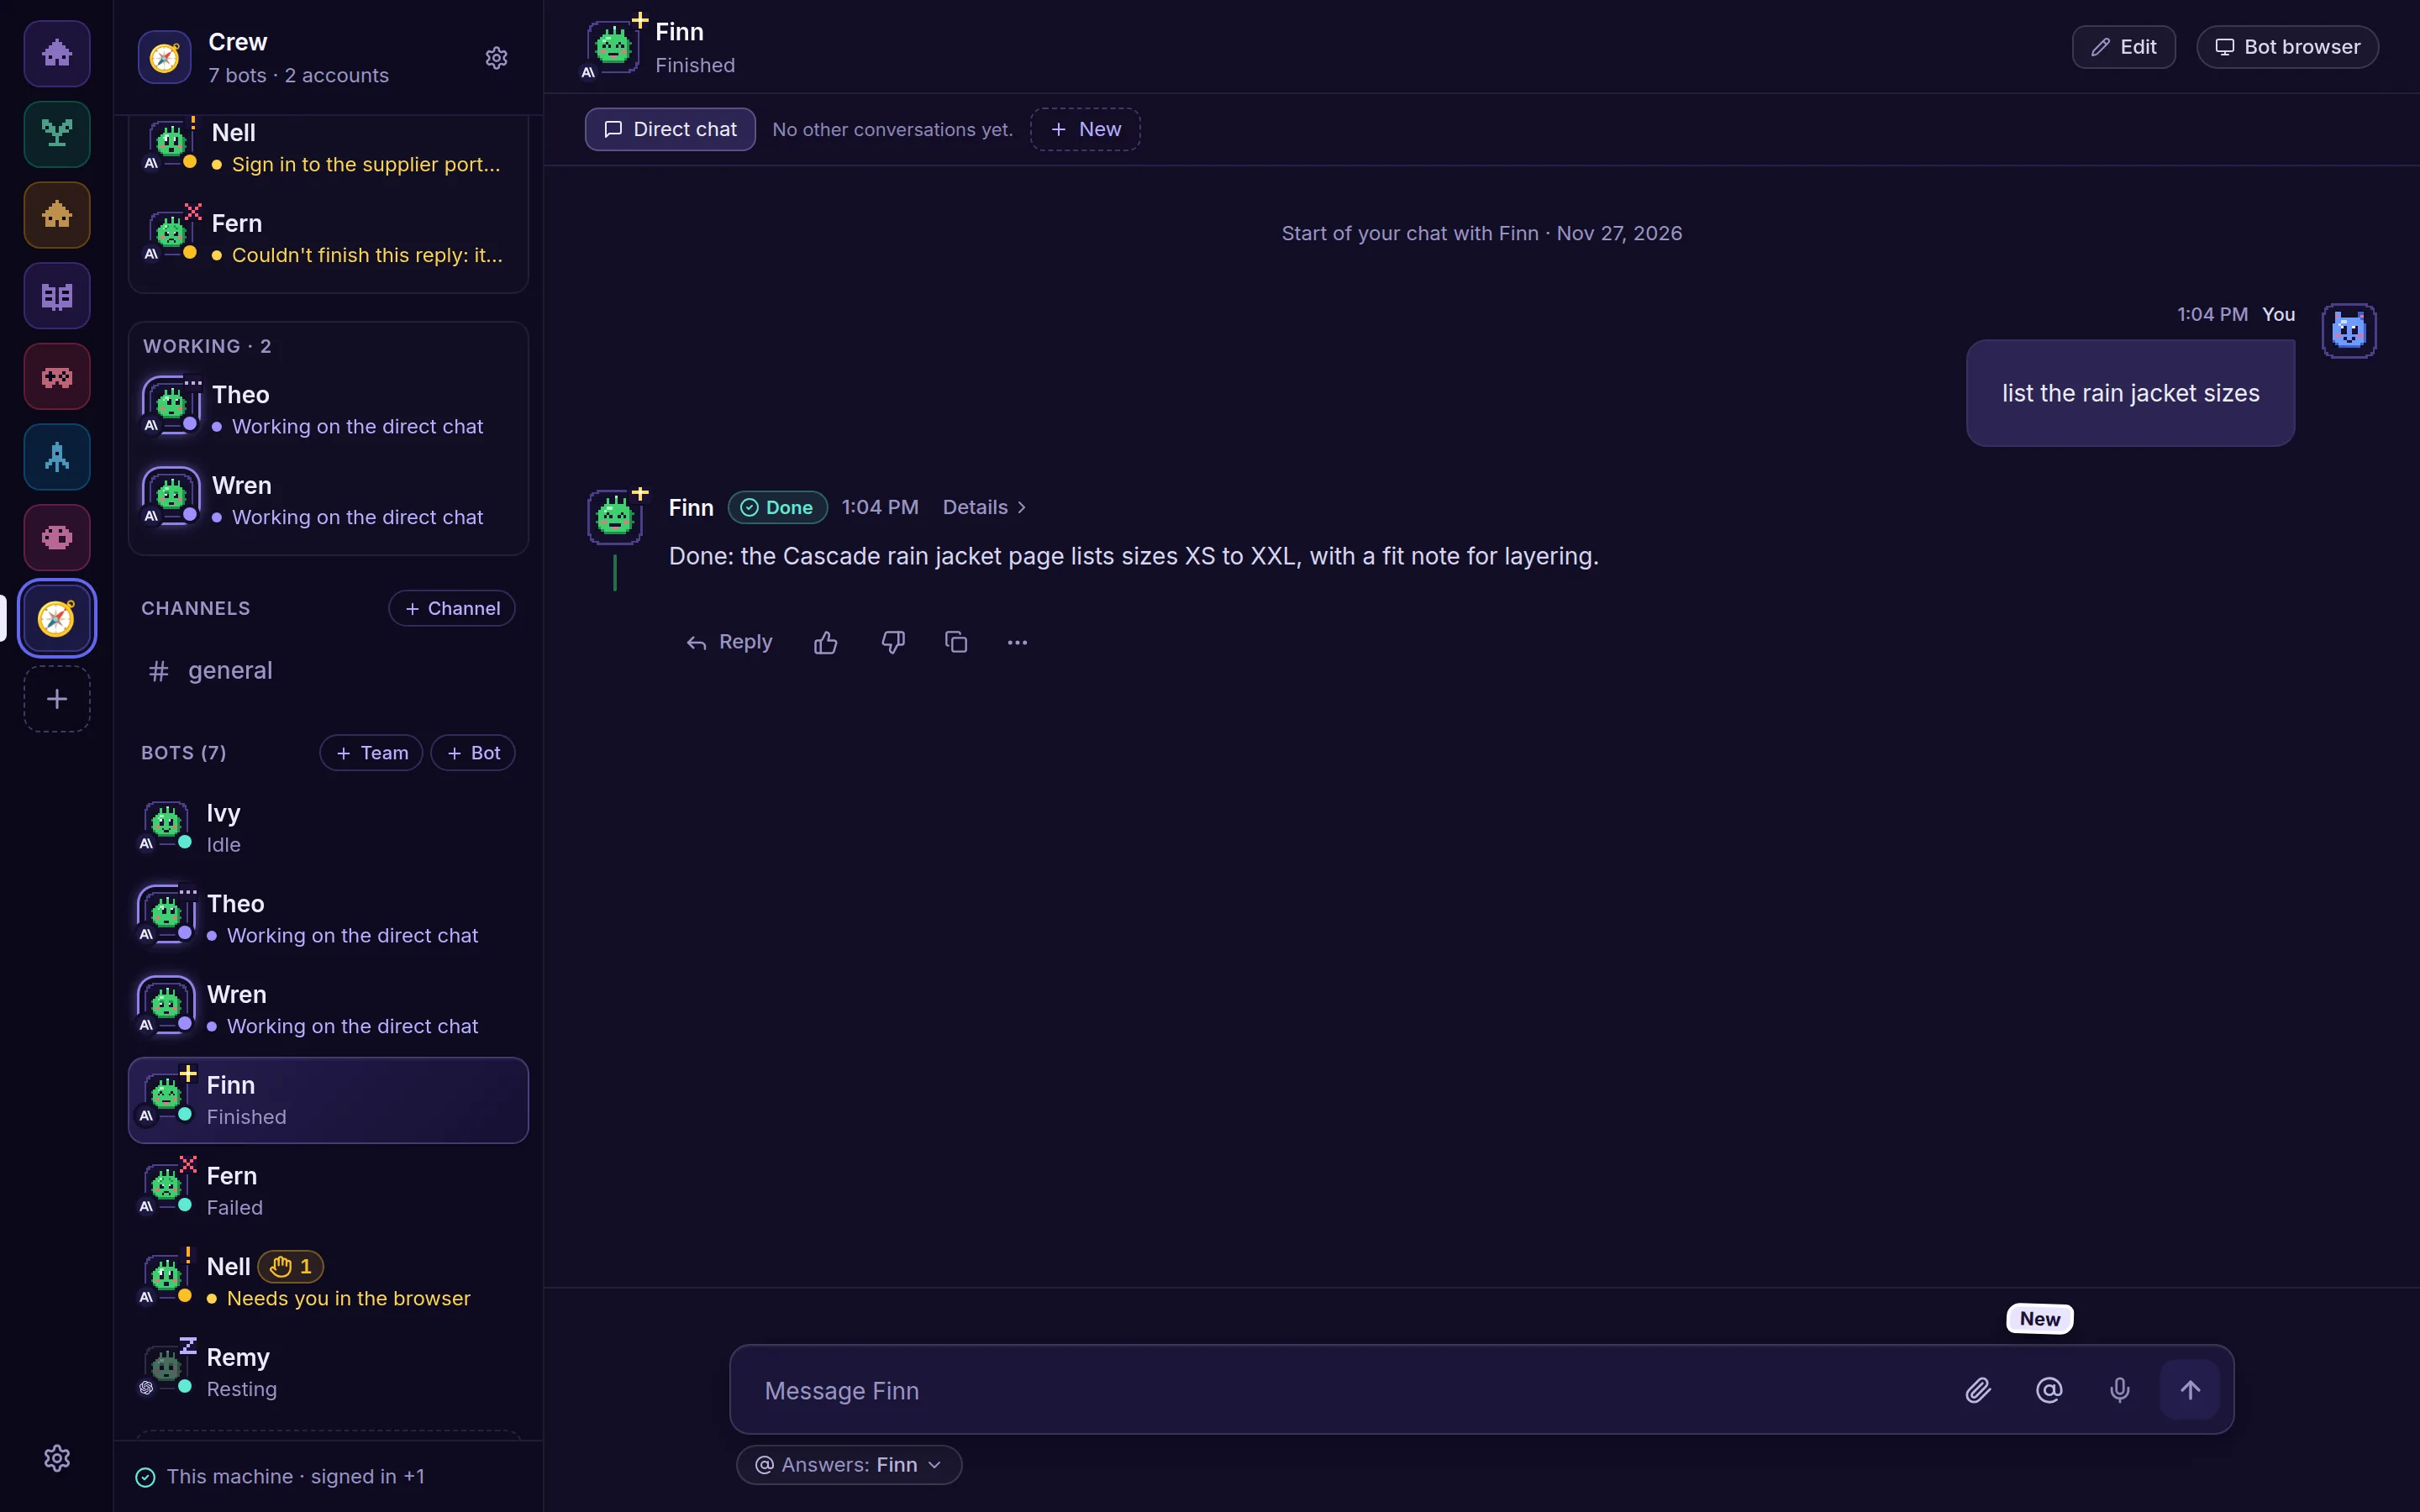 Crew
7 bots · 2 accounts
Nell
Sign in to the supplier port...
Fern
Couldn't finish this reply: it...
WORKING · 2
Theo
Working on the direct chat
Wren
Working on the direct chat
CHANNELS
+ Channel
# general
BOTS (7)
+ Team
+ Bot
Ivy
Idle
Theo
Working on the direct chat
Wren
Working on the direct chat
Finn
Finished
Fern
Failed
Nell 1
Needs you in the browser
Remy
Resting
This machine · signed in +1
Finn
Finished
Edit
Bot browser
Direct chat
No other conversations yet.
+ New
Start of your chat with Finn · Nov 27, 2026
1:04 PM You
list the rain jacket sizes
Finn Done 1:04 PM Details
Done: the Cascade rain jacket page lists sizes XS to XXL, with a fit note for layering.
Reply
New
Message Finn
Answers: Finn